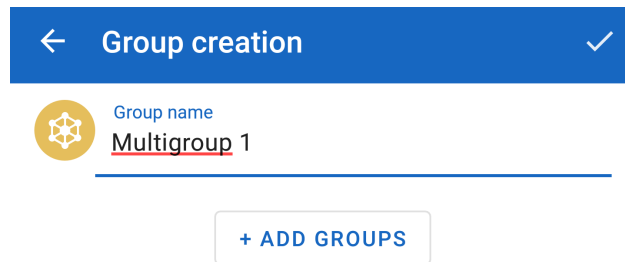 Group creation
Group name
Multigroup 1
+ ADD GROUPS